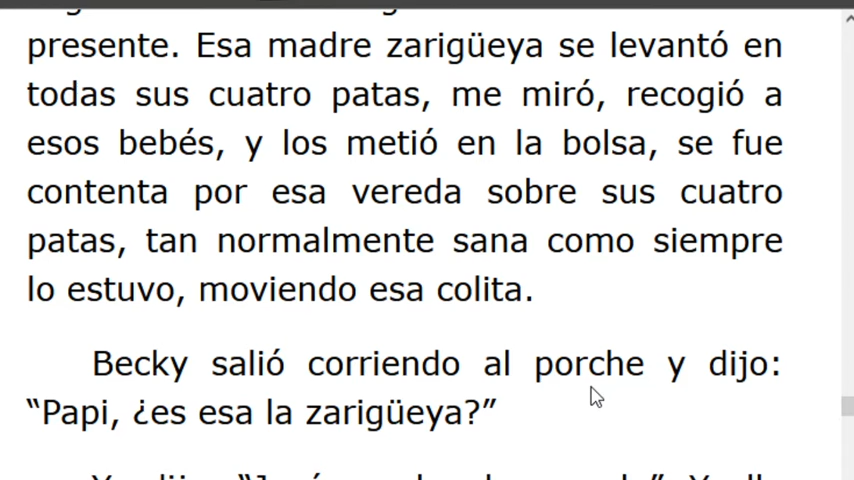 presente. Esa madre zarigüeya se levantó en
todas sus cuatro patas, me miró, recogió a
esos bebés, y los metió en la bolsa, se fue
contenta por esa vereda sobre sus cuatro
patas, tan normalmente sana como siempre
lo estuvo, moviendo esa colita.
Becky salió corriendo al porche y dijo:
“Papi, ¿es esa la zarigüeya?”